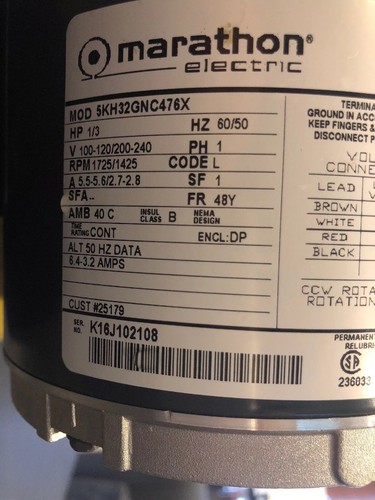 marathon®
electric
MOD 5KH32GNC476X
HP 1/3 HZ 60/50
V 100-120/200-240 PH 1
RPM 1725/1425 CODE L
A 5.5-5.6/2.7-2.8 SF 1
SFA -- FR 48Y
AMB 40 C INSUL CLASS B NEMA DESIGN
TIME RATING CONT ENCL:DP
ALT 50 HZ DATA
6.4-3.2 AMPS
CUST #25179
SER. NO. K16J102108
TERMINA
GROUND IN ACC
KEEP FINGERS &
DISCONNECT P
VOL
CONNE
LEAD
BROWN
WHITE
RED
BLACK
CCW ROTA
ROTATION
PERMANEN
RELUBRI
SA
236033